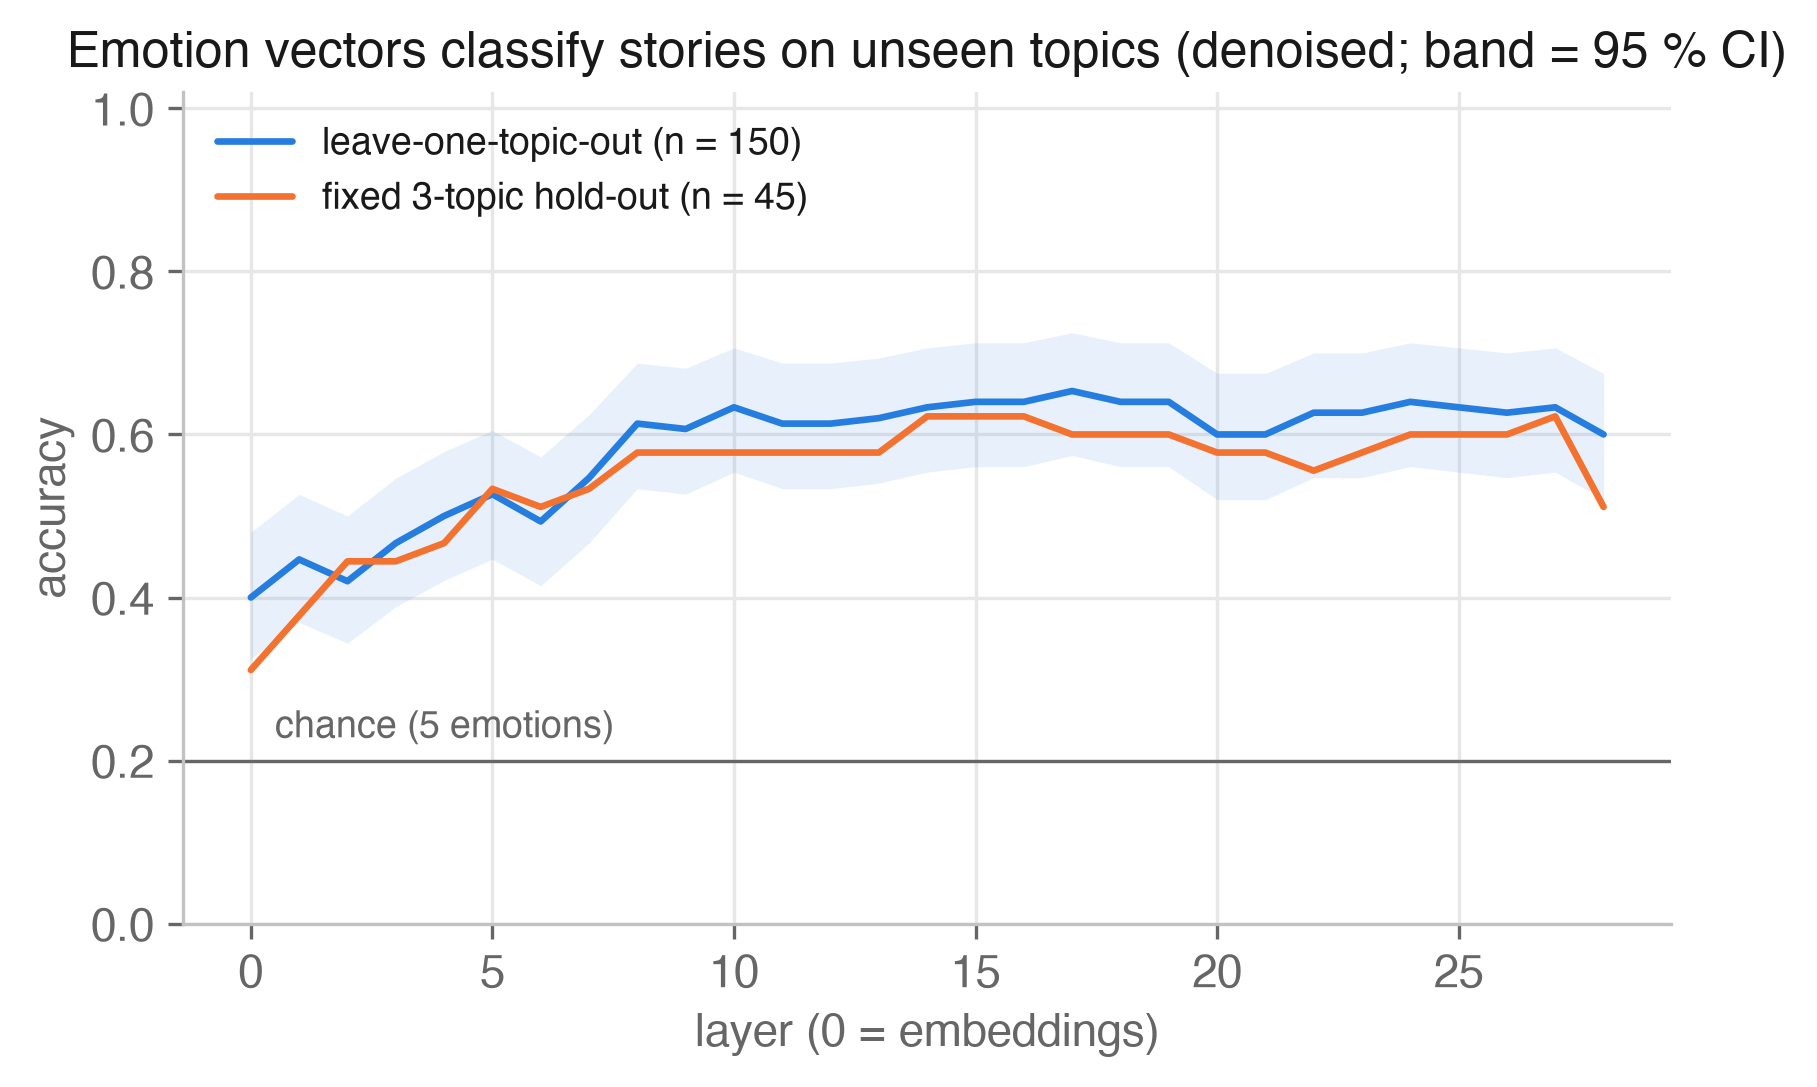 Emotion vectors classify stories on unseen topics (denoised; band = 95 % CI)
1.0
0.8
0.6
0.4
0.2
0.0
accuracy
leave-one-topic-out (n = 150)
fixed 3-topic hold-out (n = 45)
chance (5 emotions)
0 5 10 15 20 25
layer (0 = embeddings)